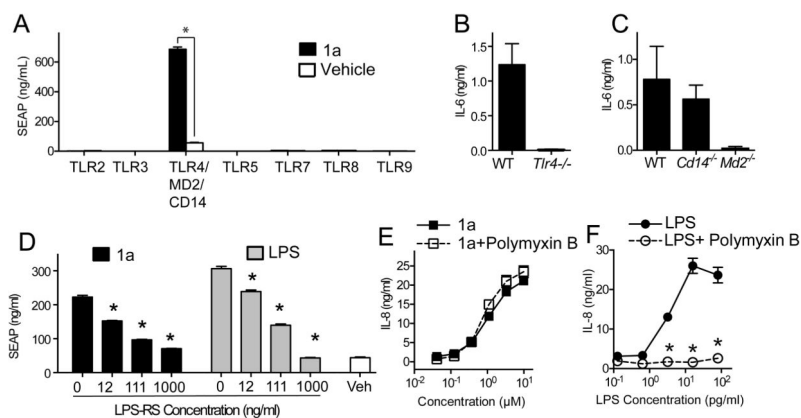 A
SEAP (ng/mL)
600
400
200
0
*
1a
Vehicle
TLR2 TLR3 TLR4/ TLR5 TLR7 TLR8 TLR9
MD2/
CD14
B
IL-6 (ng/ml)
1.5
1.0
0.5
0.0
WT Tlr4-/-
C
IL-6 (ng/ml)
1.0
0.5
0.0
WT Cd14-/- Md2-/-
D
1a
LPS
SEAP (ng/ml)
300
200
100
0
* * * * * *
0 12 111 1000 0 12 111 1000 Veh
LPS-RS Concentration (ng/ml)
E
1a
1a+Polymyxin B
IL-8 (ng/ml)
25
20
15
10
5
0
10-2 10-1 100 101
Concentration (µM)
F
LPS
LPS+ Polymyxin B
IL-8 (ng/ml)
30
20
10
0
* * *
10-1 100 101 102
LPS Concentration (pg/ml)